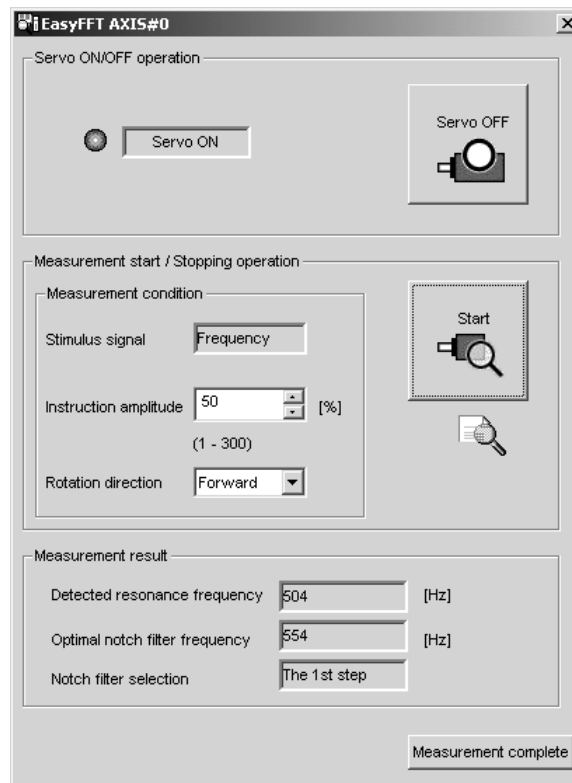 EasyFFT AXIS#0
Servo ON/OFF operation
Servo ON
Servo OFF
Measurement start / Stopping operation
Measurement condition
Stimulus signal
Frequency
Start
Instruction amplitude
50
[%]
(1 - 300)
Rotation direction
Forward
Measurement result
Detected resonance frequency
504
[Hz]
Optimal notch filter frequency
554
[Hz]
Notch filter selection
The 1st step
Measurement complete